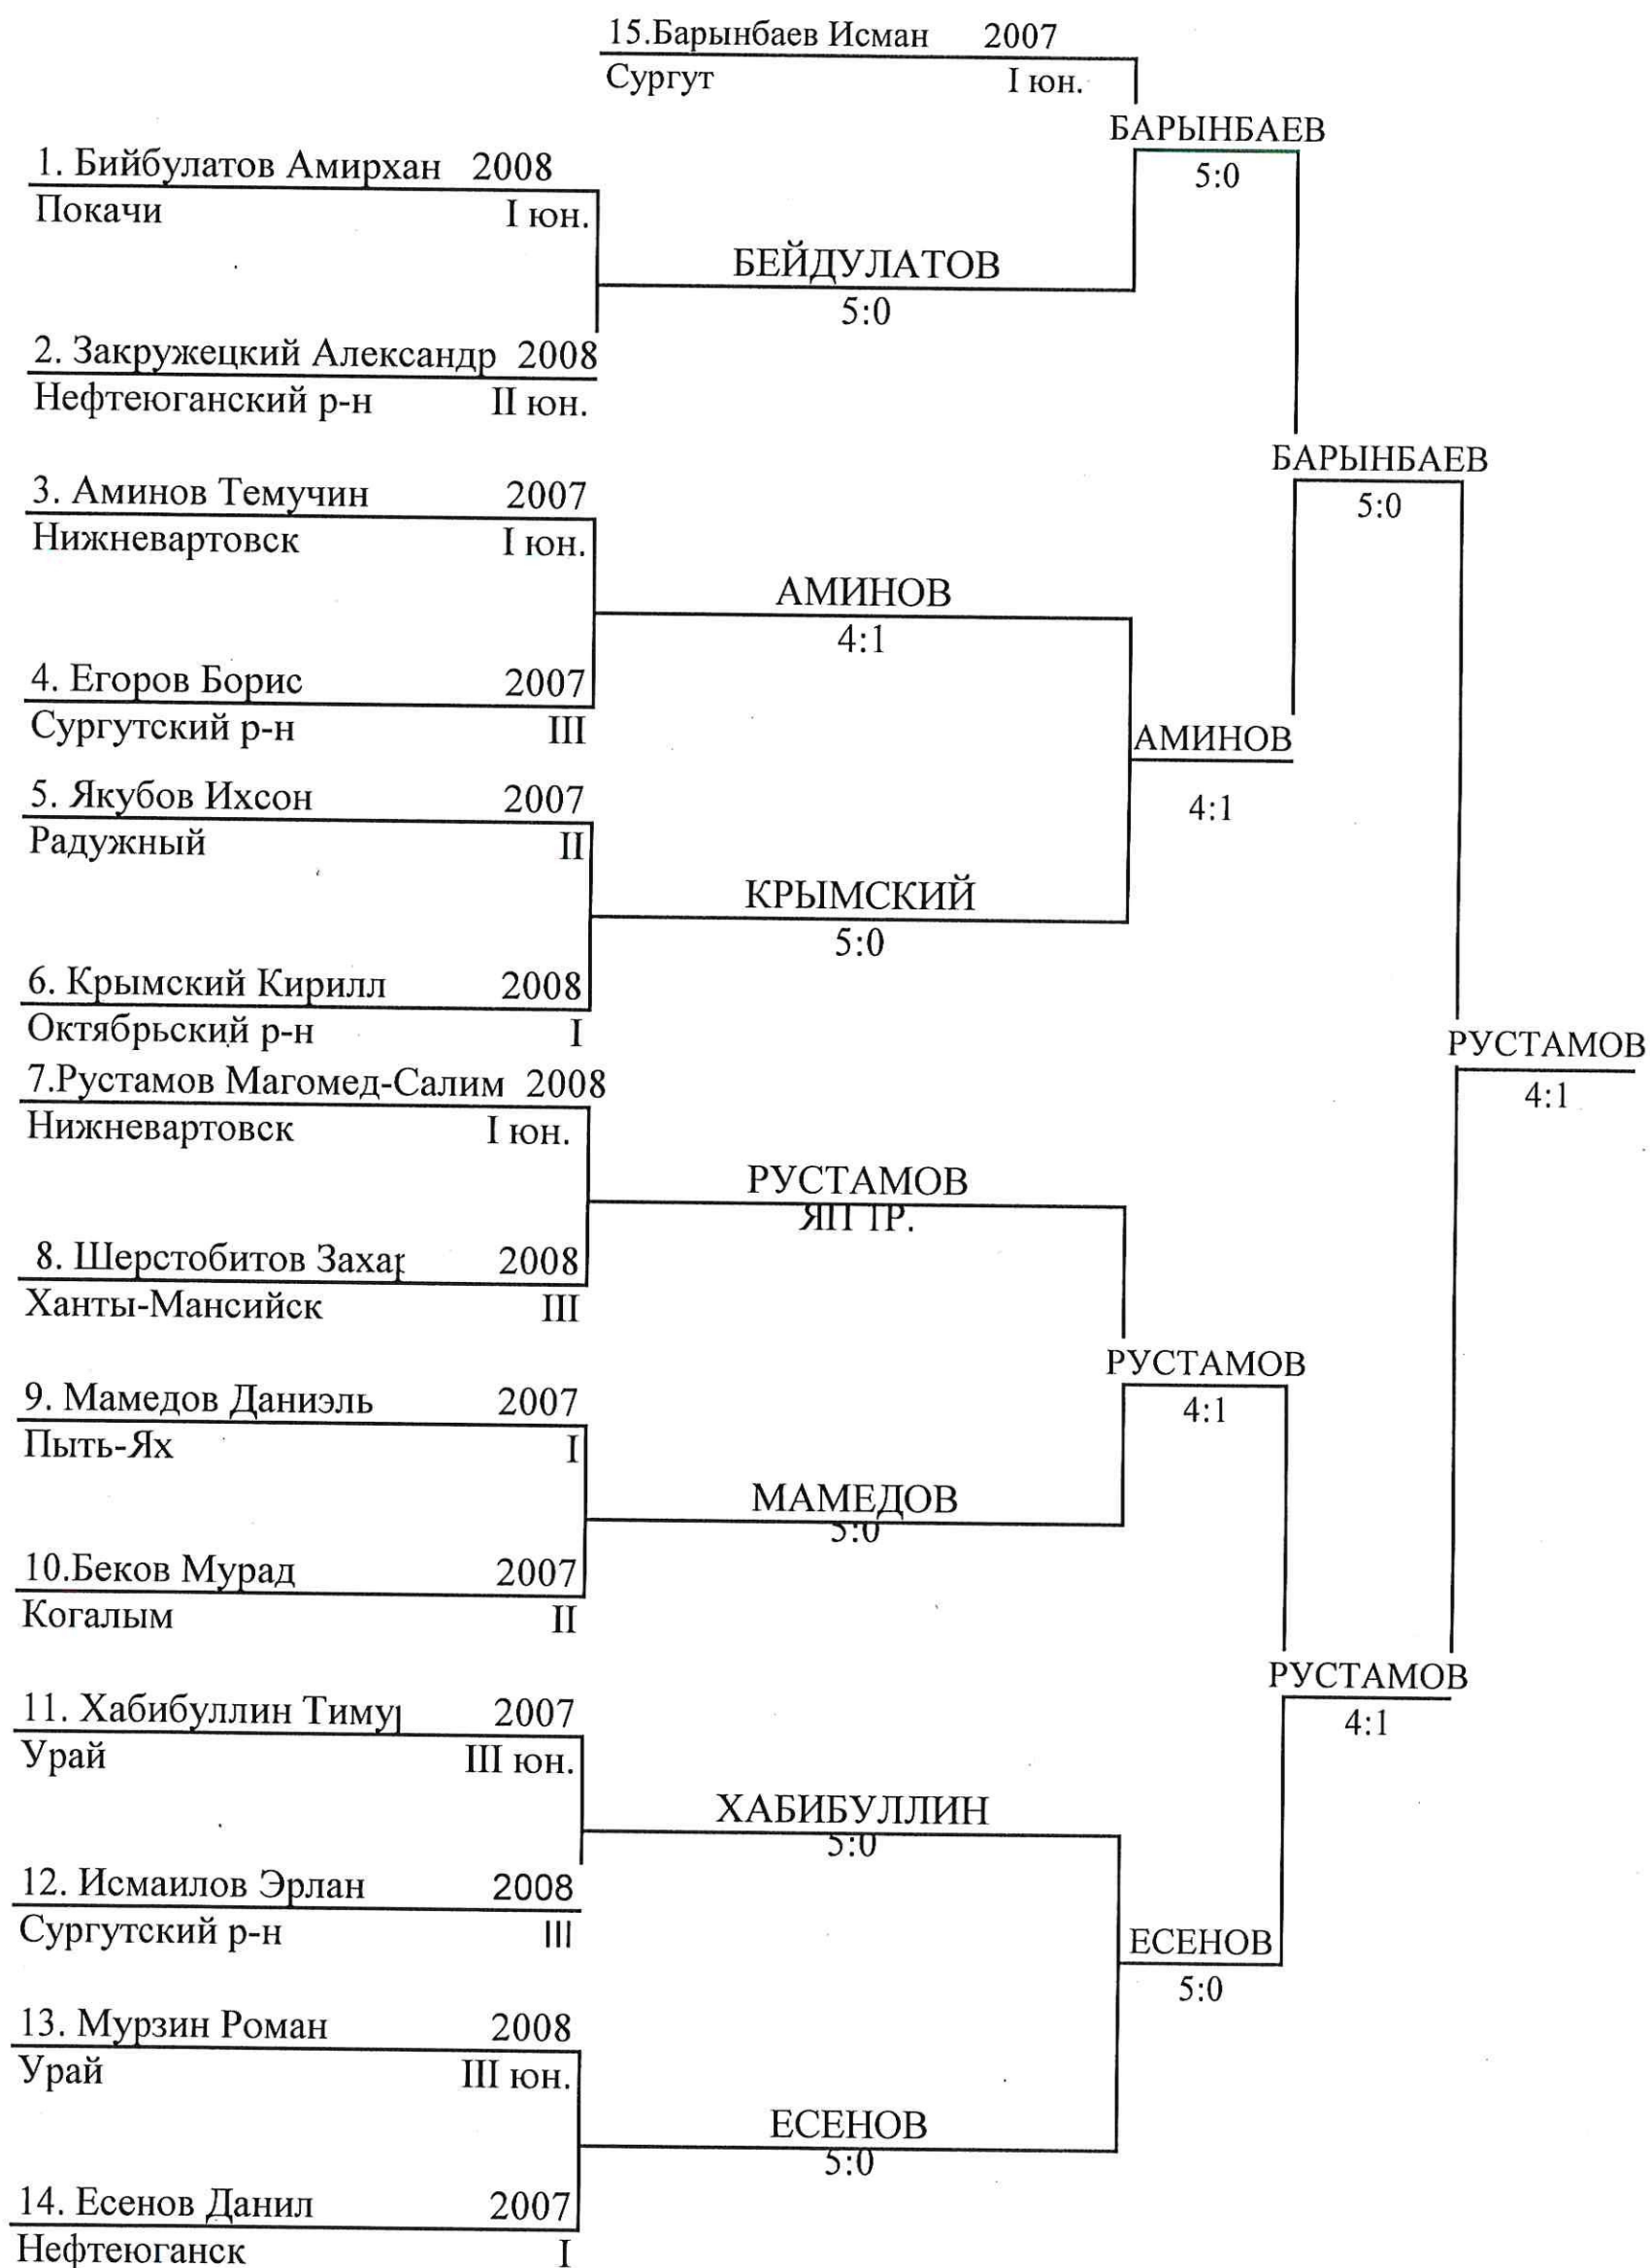 15.Барынбаев Исман 2007
Сургут I юн.
БАРЫНБАЕВ
5:0
1. Бийбулатов Амирхан 2008
Покачи I юн.
БЕЙДУЛАТОВ
5:0
2. Закружецкий Александр 2008
Нефтеюганский р-н II юн.
БАРЫНБАЕВ
5:0
3. Аминов Темучин 2007
Нижневартовск I юн.
АМИНОВ
4:1
4. Егоров Борис 2007
Сургутский р-н III
АМИНОВ
4:1
5. Якубов Ихсон 2007
Радужный II
КРЫМСКИЙ
5:0
6. Крымский Кирилл 2008
Октябрьский р-н I
РУСТАМОВ
4:1
7.Рустамов Магомед-Салим 2008
Нижневартовск I юн.
РУСТАМОВ
ЯП ТР.
8. Шерстобитов Захар 2008
Ханты-Мансийск III
РУСТАМОВ
4:1
9. Мамедов Даниэль 2007
Пыть-Ях I
МАМЕДОВ
5:0
10.Беков Мурад 2007
Когалым II
РУСТАМОВ
4:1
11. Хабибуллин Тимур 2007
Урай III юн.
ХАБИБУЛЛИН
5:0
12. Исмаилов Эрлан 2008
Сургутский р-н III
ЕСЕНОВ
5:0
13. Мурзин Роман 2008
Урай III юн.
ЕСЕНОВ
5:0
14. Есенов Данил 2007
Нефтеюганск I